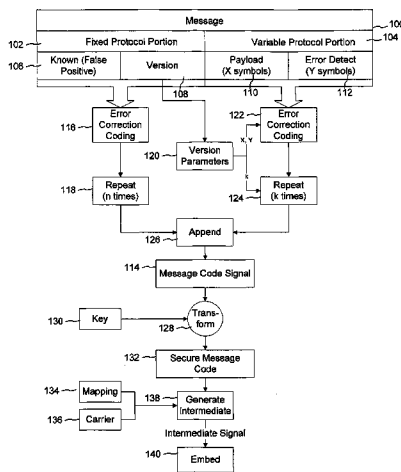 Message
100
102
Fixed Protocol Portion
Variable Protocol Portion
104
106
Known (False Positive)
Version
Payload (X symbols)
Error Detect (Y symbols)
108
110
112
116
Error Correction Coding
122
Error Correction Coding
120
Version Parameters
X, Y
k
118
Repeat (n times)
124
Repeat (k times)
126
Append
114
Message Code Signal
130
Key
Trans-form
128
132
Secure Message Code
134
Mapping
136
Carrier
138
Generate Intermediate
Intermediate Signal
140
Embed